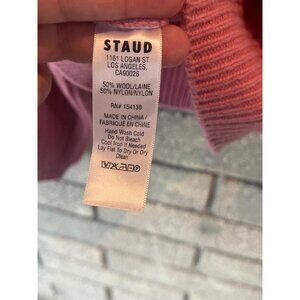 STAUD
1161 LOGAN ST
LOS ANGELES,
CA90026
50% WOOL/LAINE
50% NYLON/NYLON
RN# 154138
MADE IN CHINA /
FABRIQUÉ EN CHINE
Hand Wash Cold
Do Not Bleach
Cool Iron If Needed
Lay Flat To Dry Or Dry
Clean